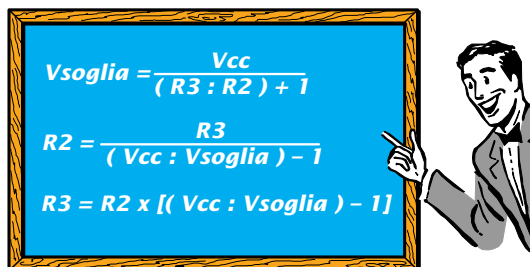 Vsoglia = Vcc
( R3 : R2 ) + 1
R2 = R3
( Vcc : Vsoglia ) – 1
R3 = R2 x [( Vcc : Vsoglia ) – 1]